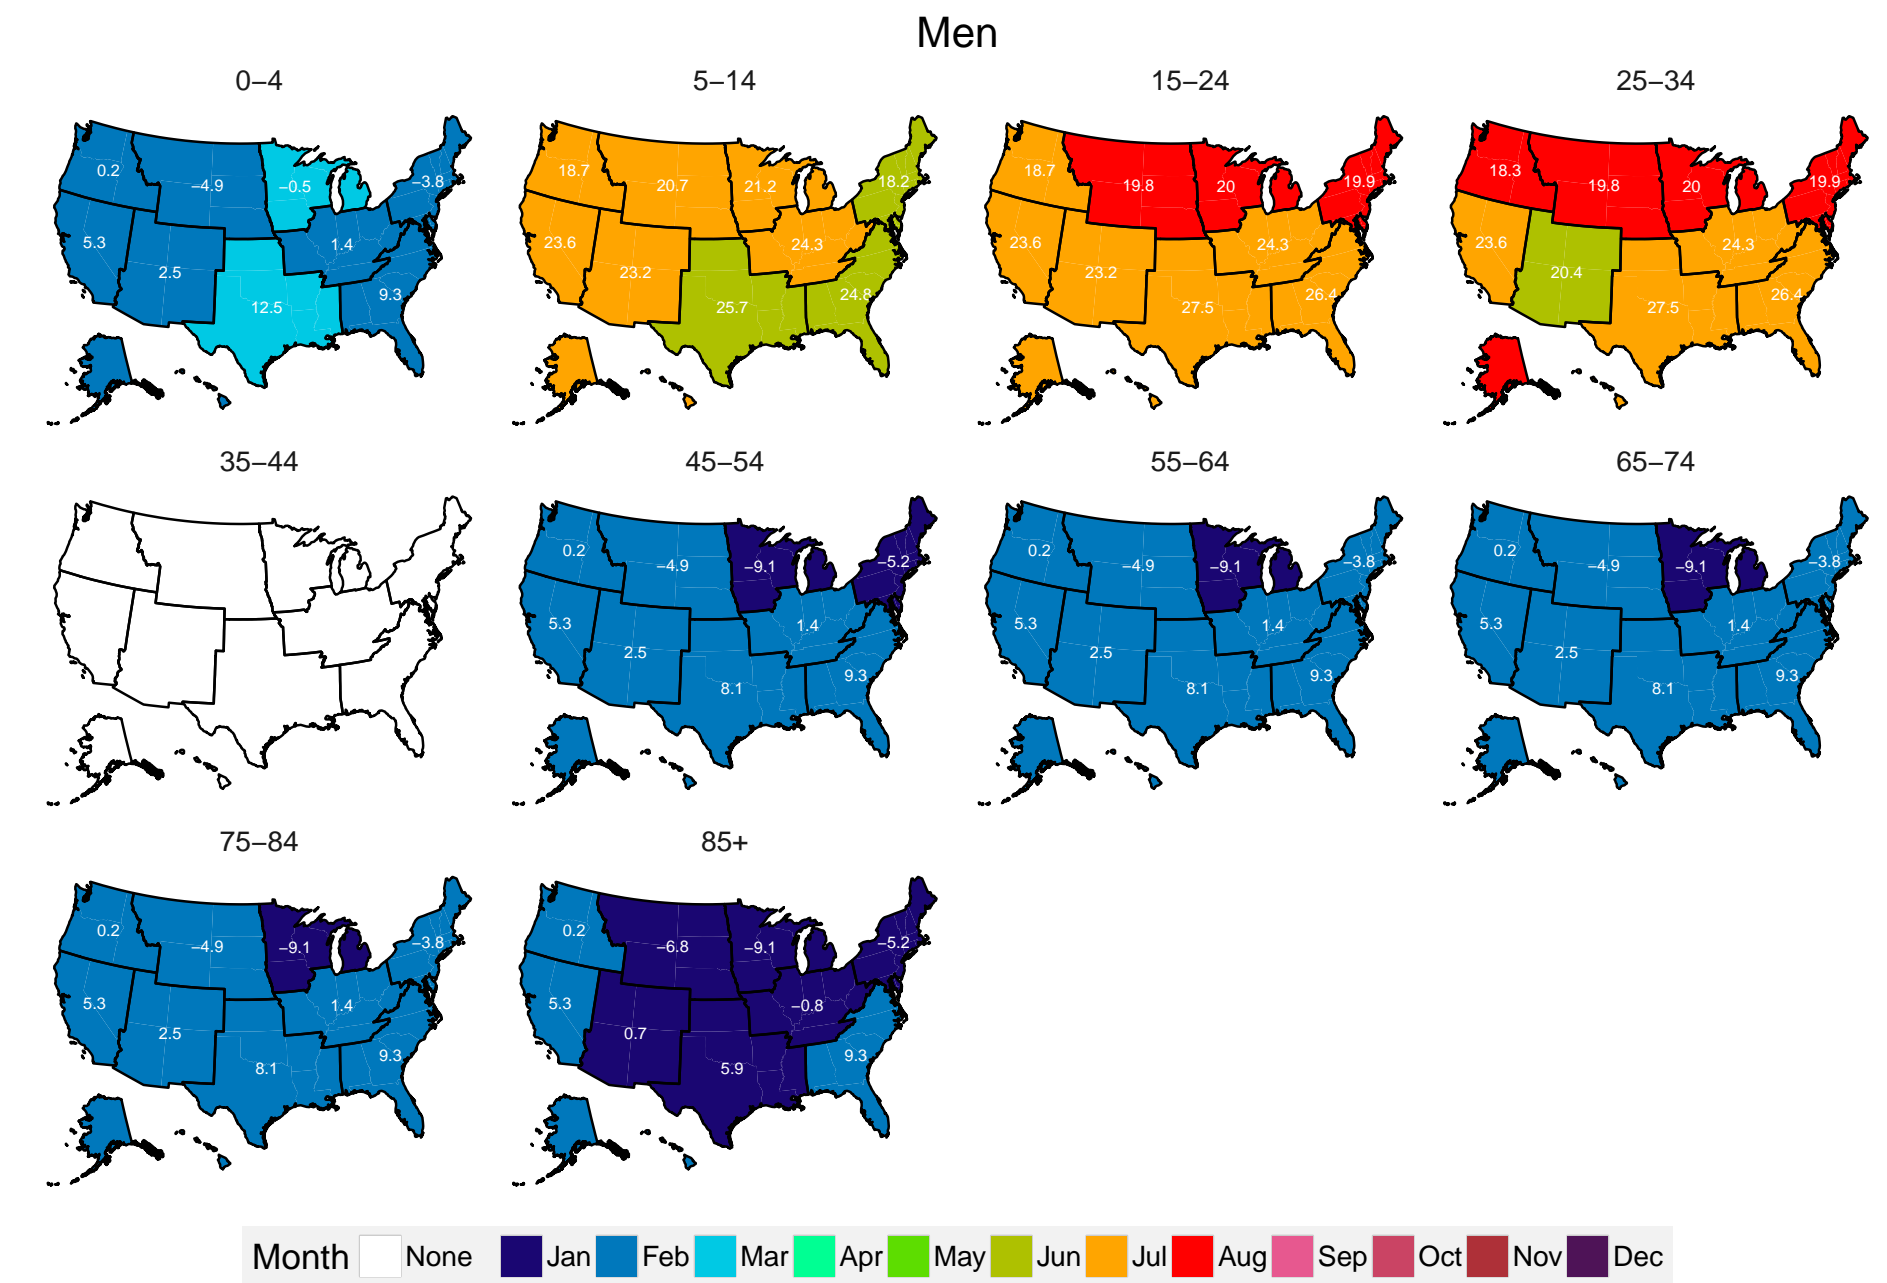 Men
0–4 5–14 15–24 25–34
0.2 −4.9 −0.5 −3.8 5.3 2.5 1.4 12.5 9.3
18.7 20.7 21.2 18.2 23.6 23.2 24.3 25.7 24.8
18.7 19.8 20 19.9 23.6 23.2 24.3 27.5 26.4
18.3 19.8 20 19.9 23.6 20.4 24.3 27.5 26.4
35–44 45–54 55–64 65–74
0.2 −4.9 −9.1 −5.2 5.3 2.5 1.4 8.1 9.3
0.2 −4.9 −9.1 −3.8 5.3 2.5 1.4 8.1 9.3
0.2 −4.9 −9.1 −3.8 5.3 2.5 1.4 8.1 9.3
75–84 85+
0.2 −4.9 −9.1 −3.8 5.3 2.5 1.4 8.1 9.3
0.2 −6.8 −9.1 −5.2 5.3 0.7 −0.8 5.9 9.3
Month None Jan Feb Mar Apr May Jun Jul Aug Sep Oct Nov Dec